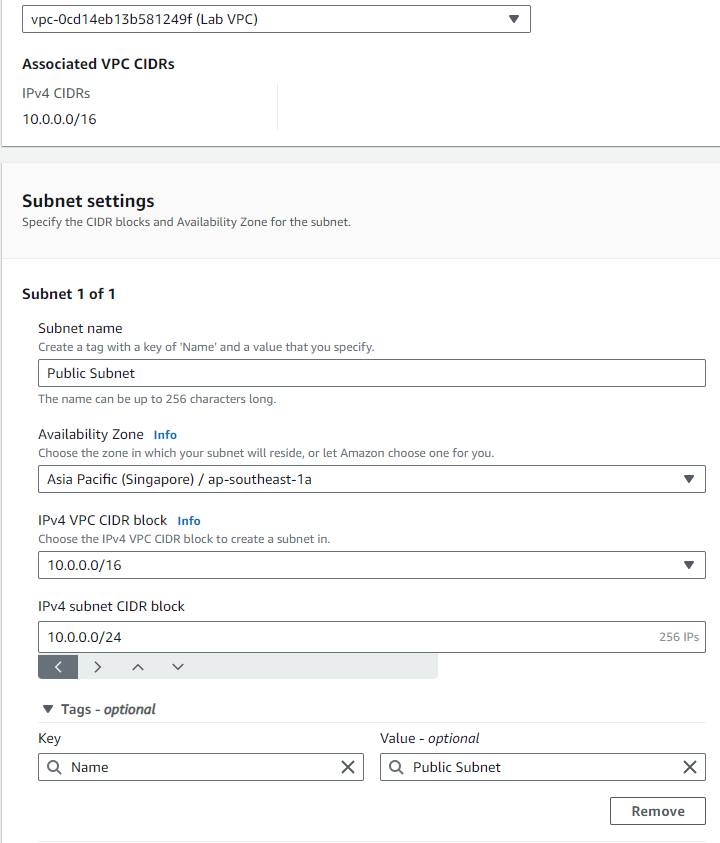 vpc-0cd14eb13b581249f (Lab VPC)
Associated VPC CIDRs
IPv4 CIDRs
10.0.0.0/16
Subnet settings
Specify the CIDR blocks and Availability Zone for the subnet.
Subnet 1 of 1
Subnet name
Create a tag with a key of 'Name' and a value that you specify.
Public Subnet
The name can be up to 256 characters long.
Availability Zone Info
Choose the zone in which your subnet will reside, or let Amazon choose one for you.
Asia Pacific (Singapore) / ap-southeast-1a
IPv4 VPC CIDR block Info
Choose the IPv4 VPC CIDR block to create a subnet in.
10.0.0.0/16
IPv4 subnet CIDR block
10.0.0.0/24 256 IPs
Tags - optional
Key Value - optional
Name Public Subnet
Remove